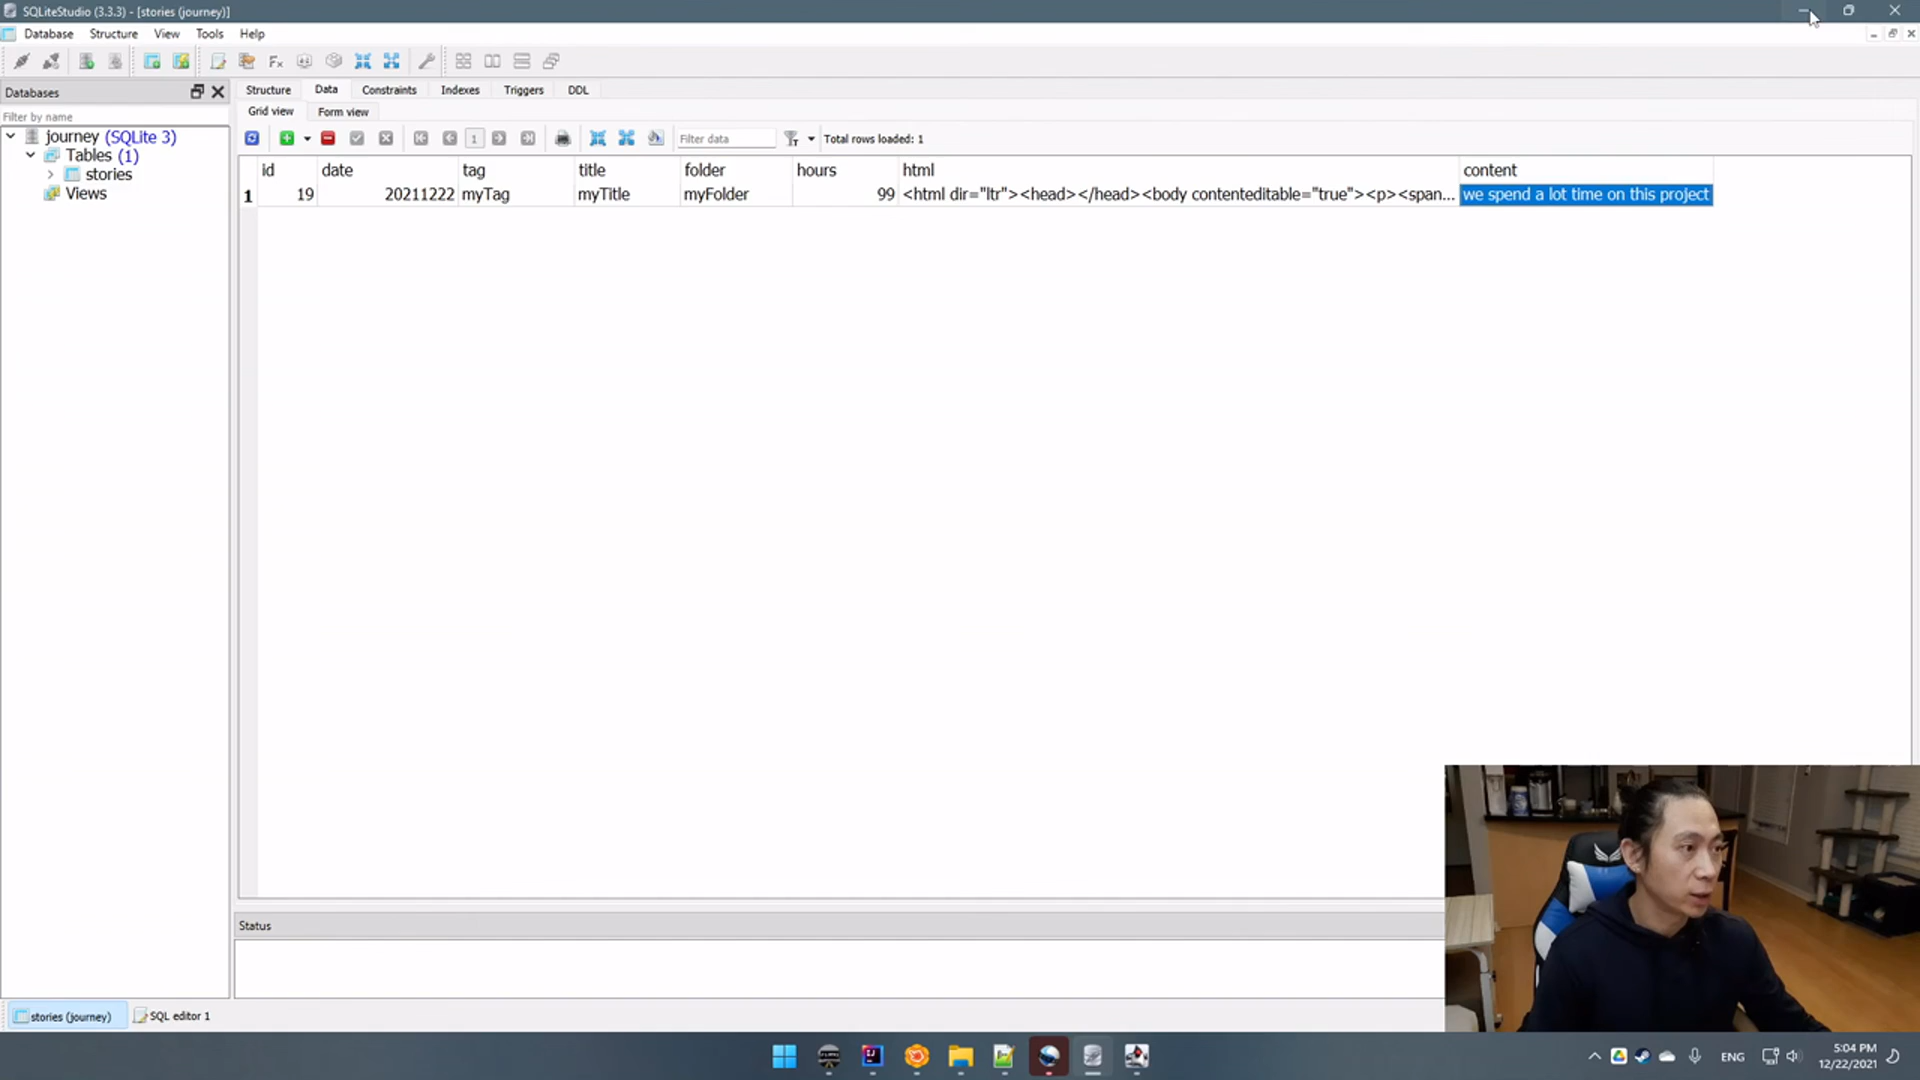 SQLiteStudio (3.3.3) - [stories (journey)]
Database Structure View Tools Help
Databases
Filter by name
journey (SQLite 3)
Tables (1)
stories
Views
Structure Data Constraints Indexes Triggers DDL
Grid view Form view
1 Filter data Total rows loaded: 1
id date tag title folder hours html content
1 19 20211222 myTag myTitle myFolder 99 <html dir="ltr"><head></head><body contenteditable="true"><p><span... we spend a lot time on this project
Status
stories (journey) SQL editor 1
ENG
5:04 PM
12/22/2021